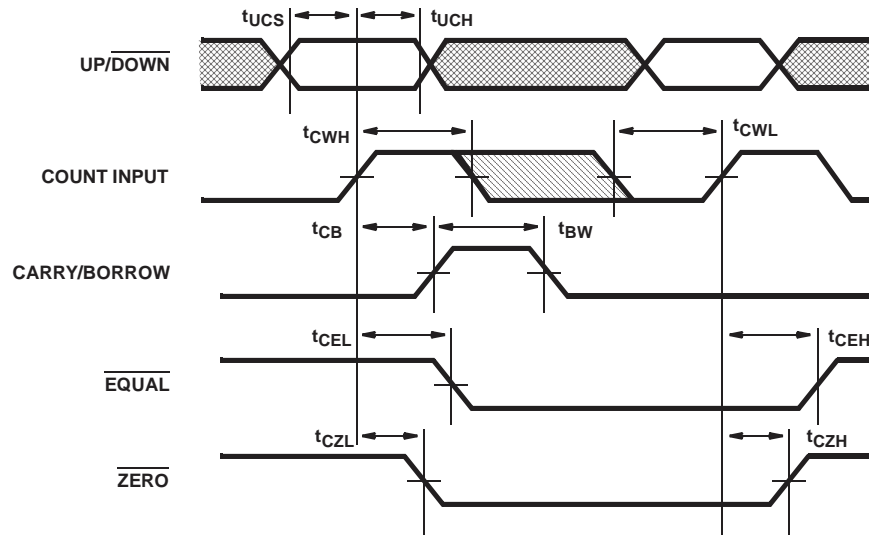 tUCS
tUCH
UP/DOWN
tCWH
tCWL
COUNT INPUT
tCB
tBW
CARRY/BORROW
tCEL
tCEH
EQUAL
tCZL
tCZH
ZERO